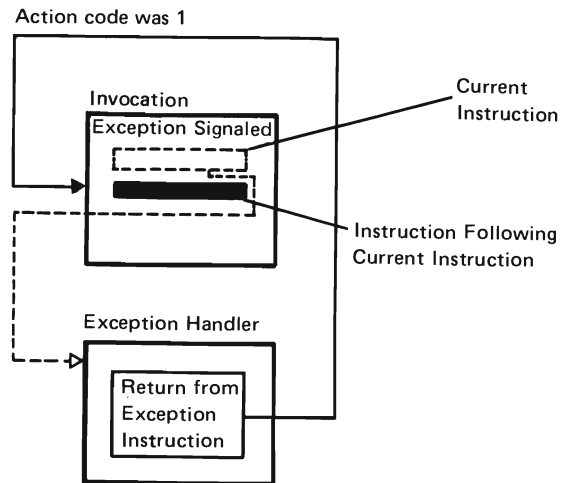 Action code was 1
Invocation
Exception Signaled
Current
Instruction
Instruction Following
Current Instruction
Exception Handler
Return from
Exception
Instruction